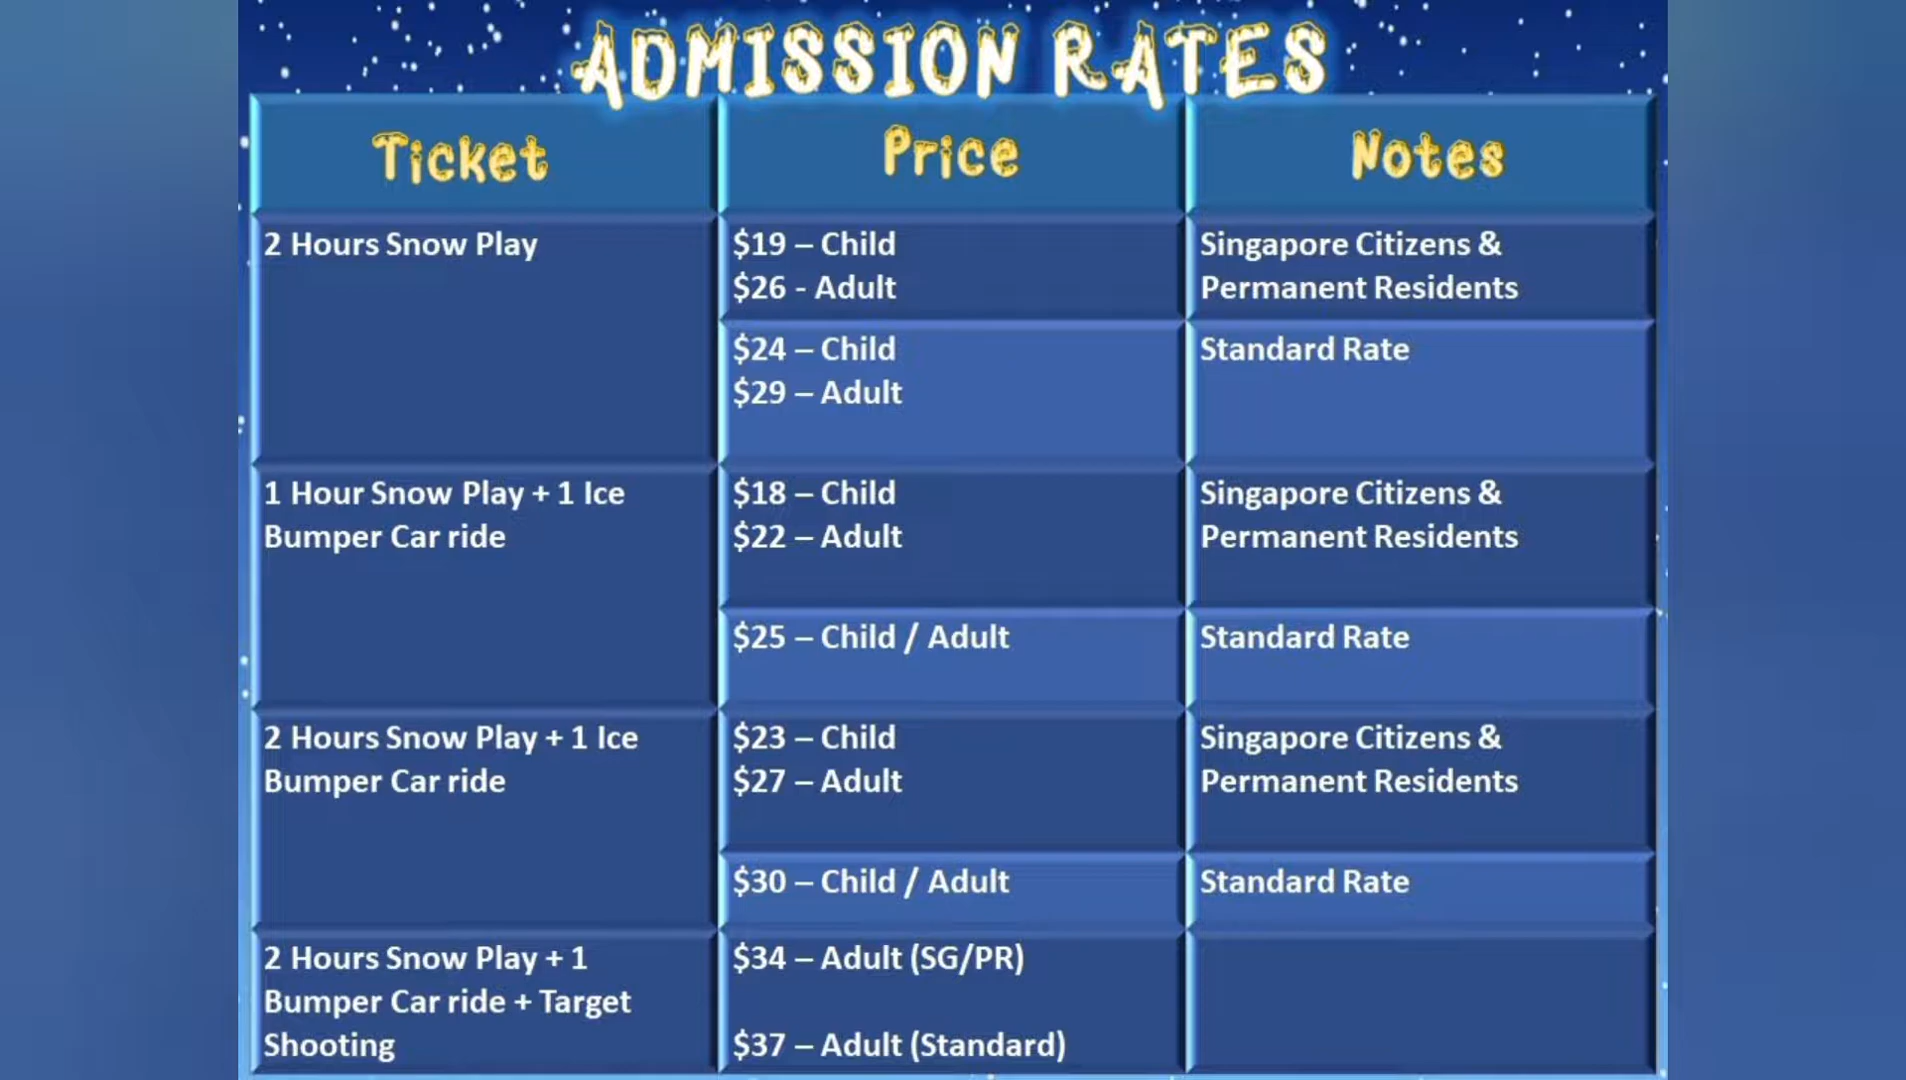 ADMISSION RATES
Ticket
Price
Notes
2 Hours Snow Play
$19 – Child
$26 - Adult
Singapore Citizens &
Permanent Residents
$24 – Child
$29 – Adult
Standard Rate
1 Hour Snow Play + 1 Ice
Bumper Car ride
$18 – Child
$22 – Adult
Singapore Citizens &
Permanent Residents
$25 – Child / Adult
Standard Rate
2 Hours Snow Play + 1 Ice
Bumper Car ride
$23 – Child
$27 – Adult
Singapore Citizens &
Permanent Residents
$30 – Child / Adult
Standard Rate
2 Hours Snow Play + 1
Bumper Car ride + Target
Shooting
$34 – Adult (SG/PR)
$37 – Adult (Standard)